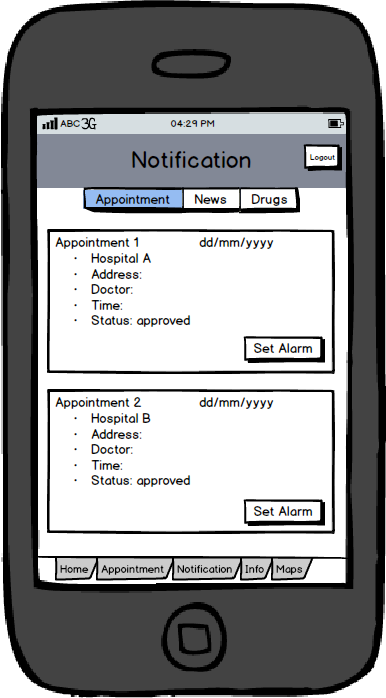 ABC 3G 04:29 PM
Notification
Logout
Appointment News Drugs
Appointment 1 dd/mm/yyyy
· Hospital A
· Address:
· Doctor:
· Time:
· Status: approved
Set Alarm
Appointment 2 dd/mm/yyyy
· Hospital B
· Address:
· Doctor:
· Time:
· Status: approved
Set Alarm
Home Appointment Notification Info Maps